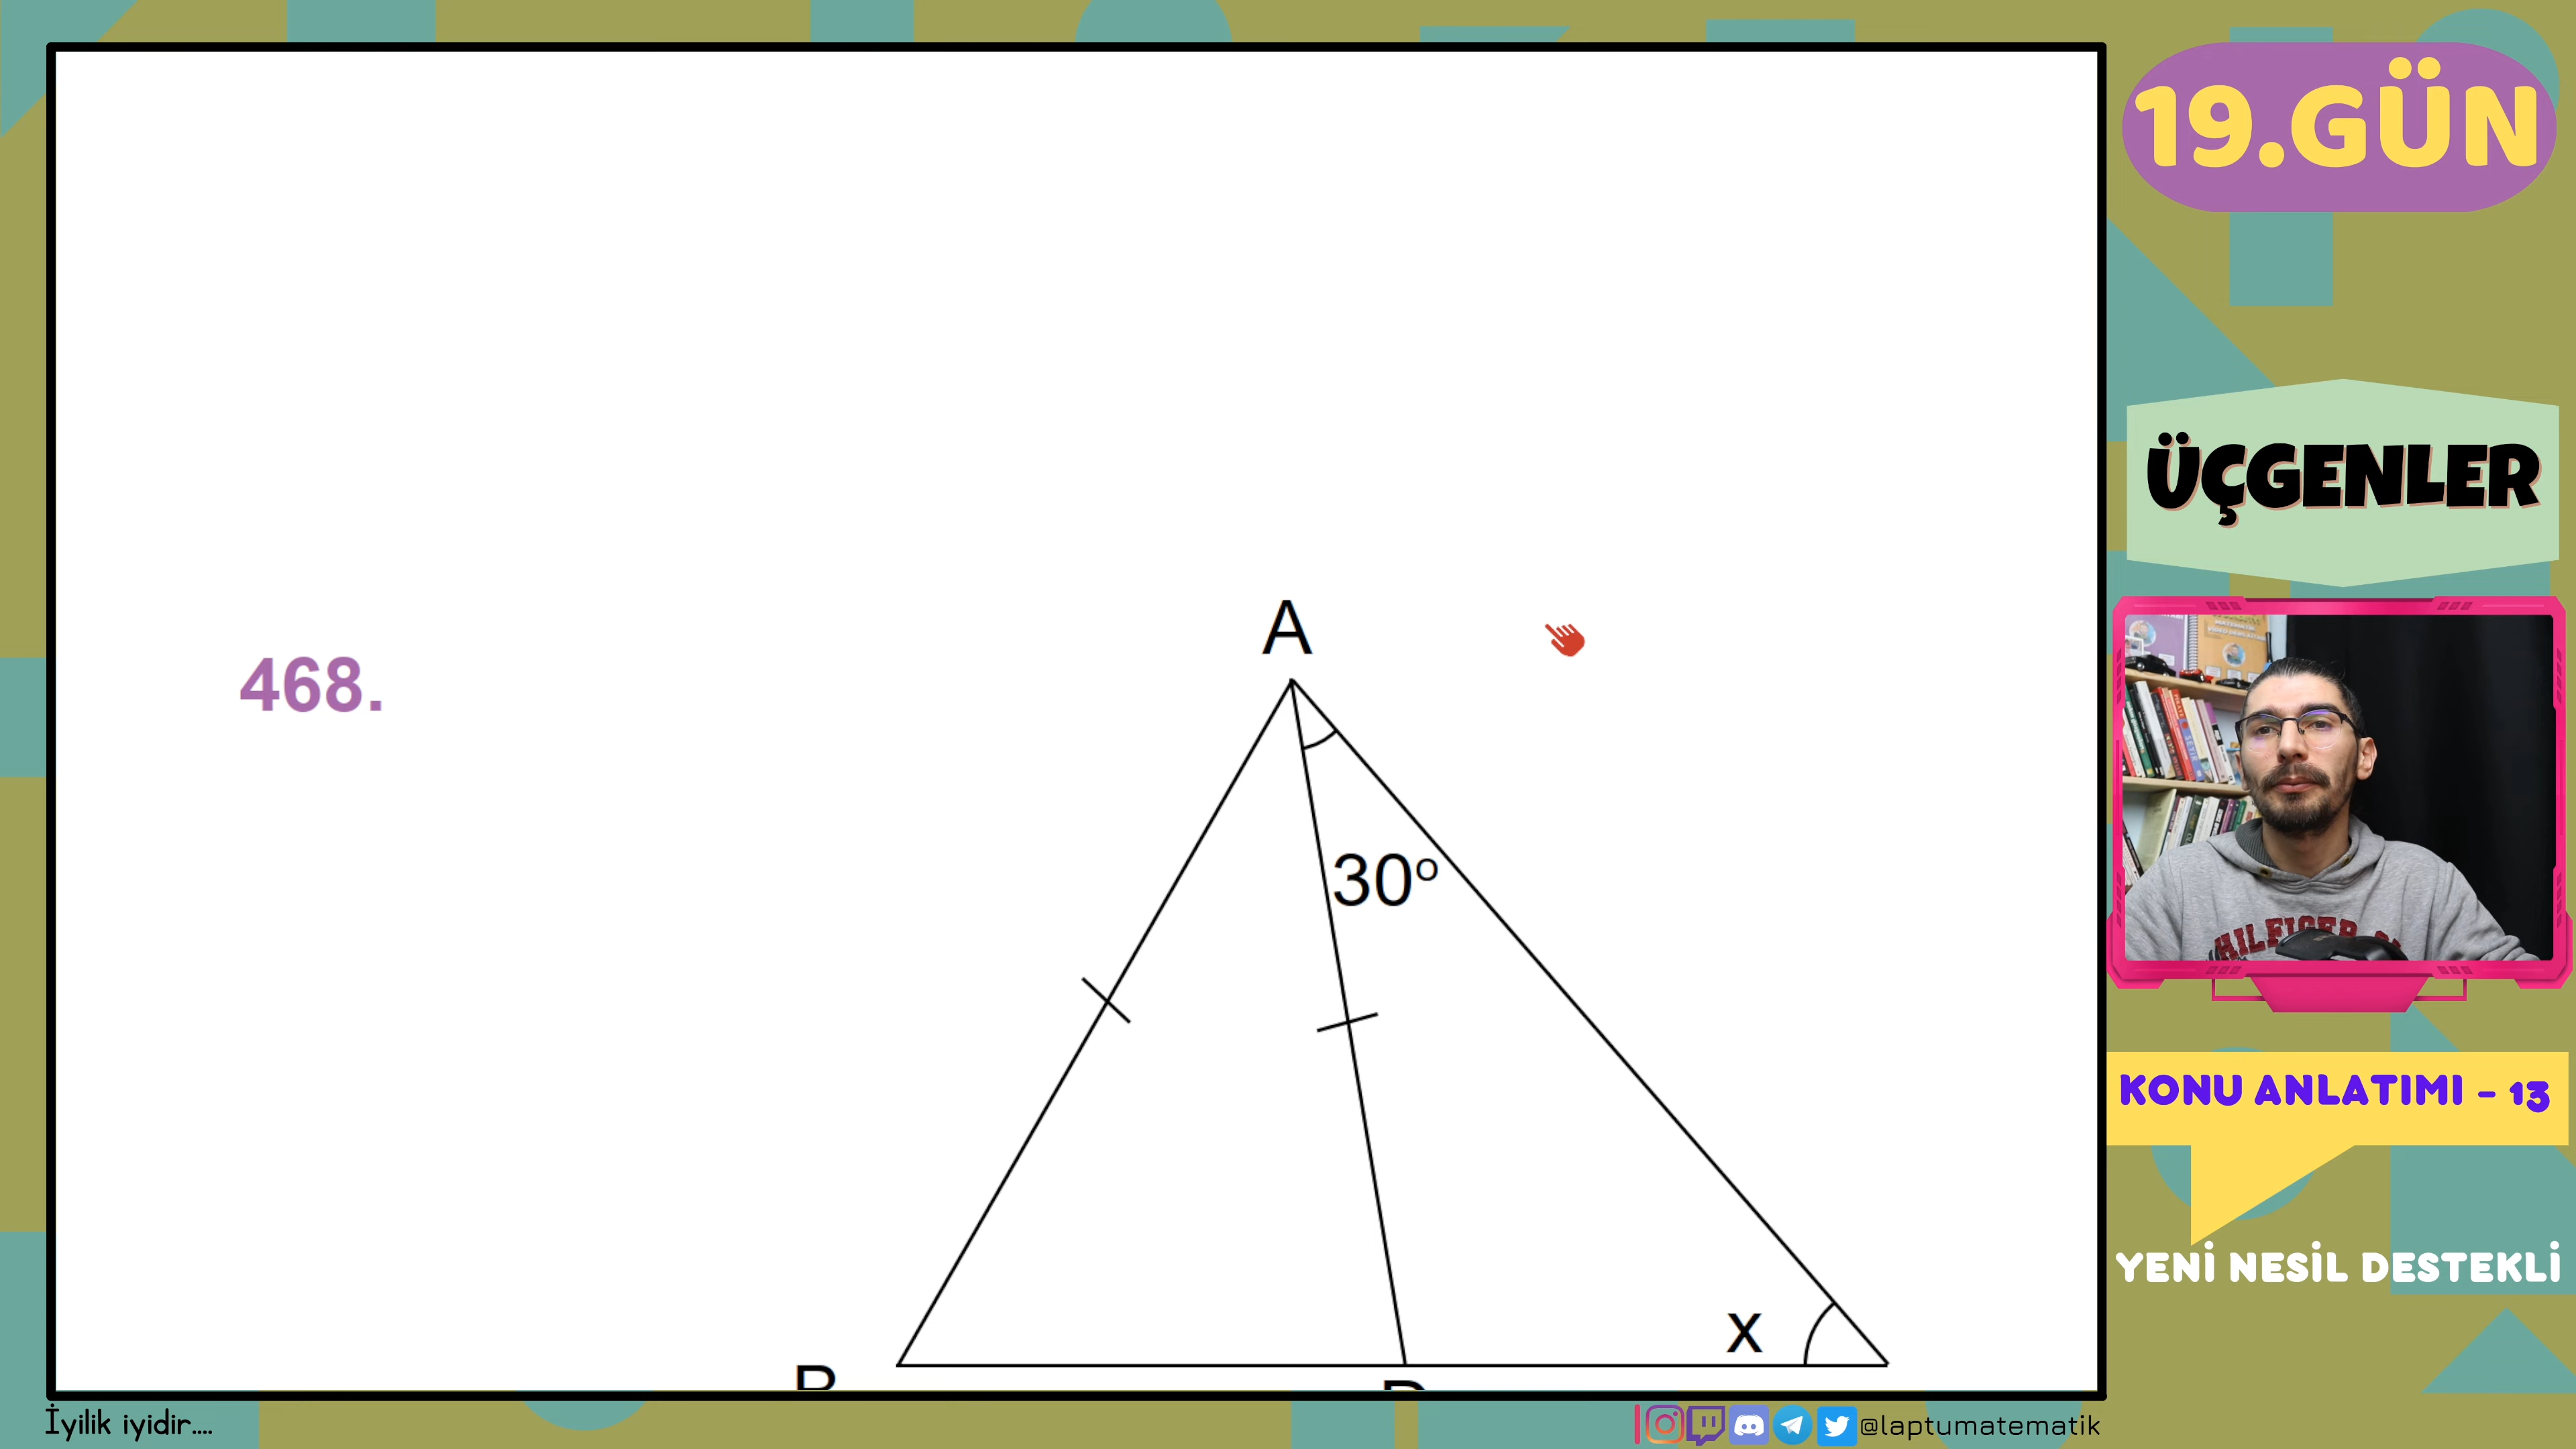 19.GÜN
ÜÇGENLER
468.
A
30°
x
KONU ANLATIMI - 13
YENİ NESİL DESTEKLİ
İyilik iyidir....
@laptumatematik